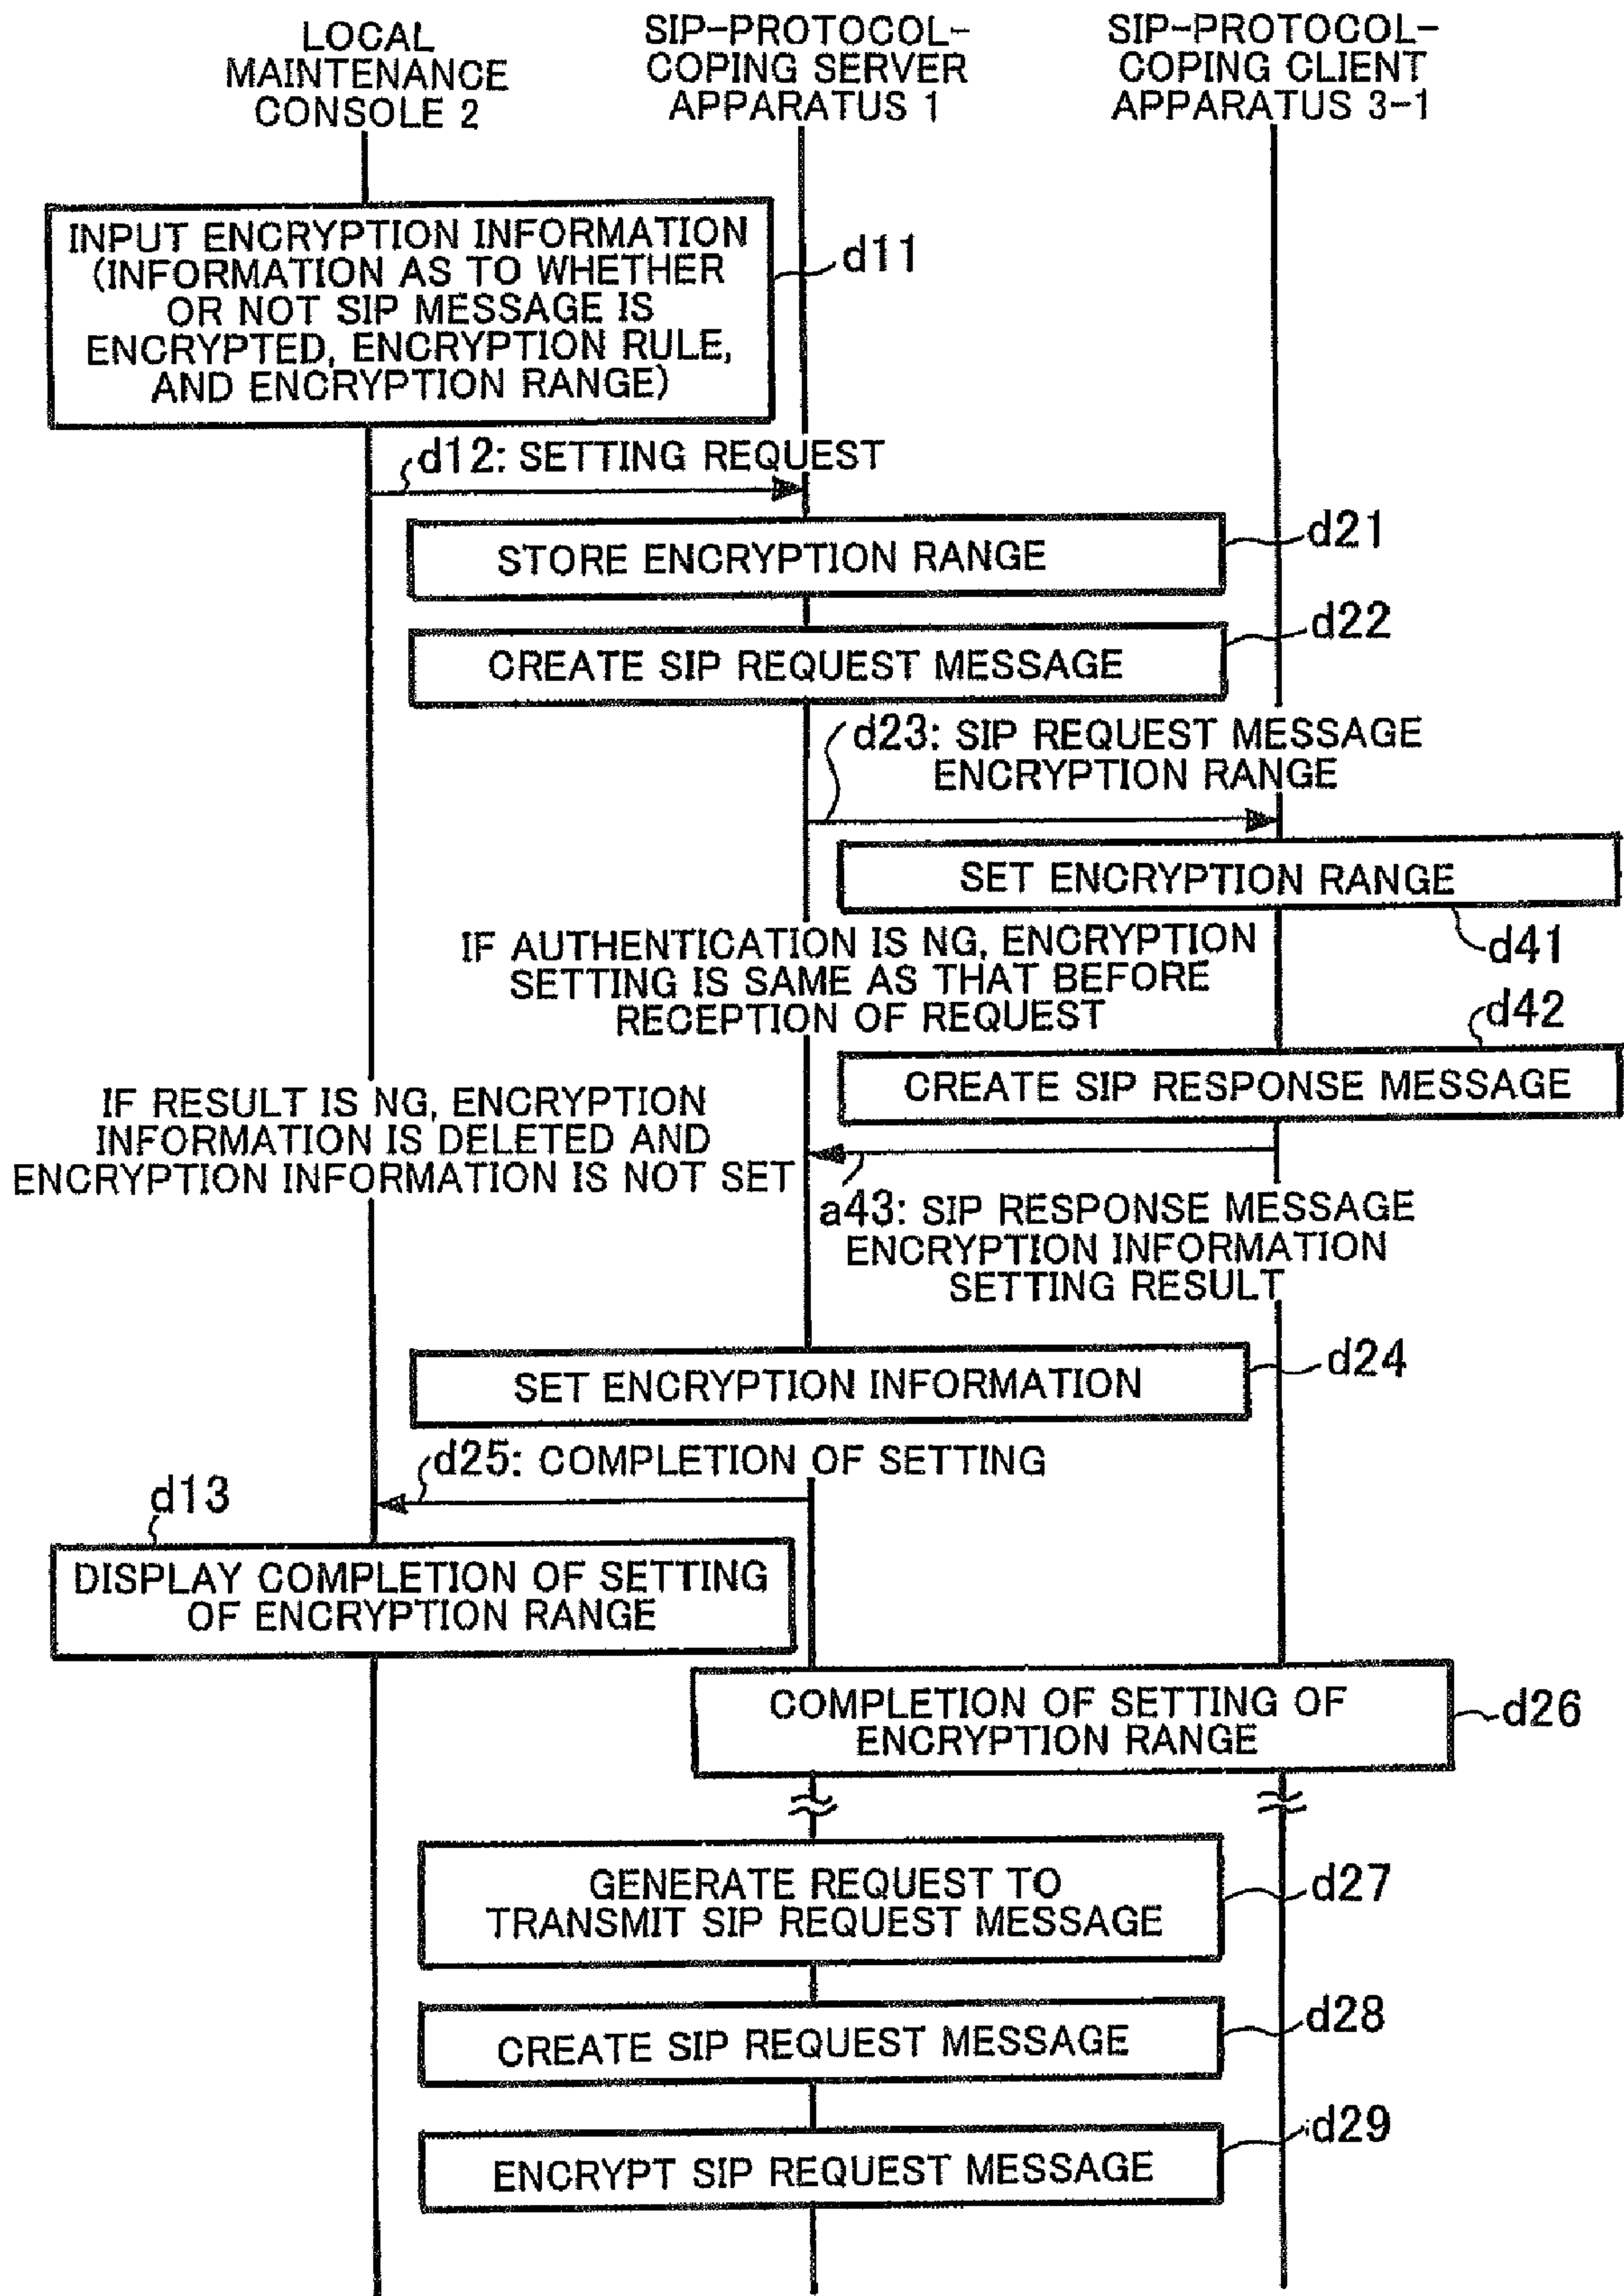 LOCAL
MAINTENANCE
CONSOLE 2
SIP-PROTOCOL-
COPING SERVER
APPARATUS 1
SIP-PROTOCOL-
COPING CLIENT
APPARATUS 3-1
INPUT ENCRYPTION INFORMATION
(INFORMATION AS TO WHETHER
OR NOT SIP MESSAGE IS
ENCRYPTED, ENCRYPTION RULE,
AND ENCRYPTION RANGE)
d11
d12: SETTING REQUEST
STORE ENCRYPTION RANGE
d21
CREATE SIP REQUEST MESSAGE
d22
d23: SIP REQUEST MESSAGE
ENCRYPTION RANGE
SET ENCRYPTION RANGE
d41
IF AUTHENTICATION IS NG, ENCRYPTION
SETTING IS SAME AS THAT BEFORE
RECEPTION OF REQUEST
d42
CREATE SIP RESPONSE MESSAGE
IF RESULT IS NG, ENCRYPTION
INFORMATION IS DELETED AND
ENCRYPTION INFORMATION IS NOT SET
a43: SIP RESPONSE MESSAGE
ENCRYPTION INFORMATION
SETTING RESULT
SET ENCRYPTION INFORMATION
d24
d25: COMPLETION OF SETTING
d13
DISPLAY COMPLETION OF SETTING
OF ENCRYPTION RANGE
COMPLETION OF SETTING OF
ENCRYPTION RANGE
d26
GENERATE REQUEST TO
TRANSMIT SIP REQUEST MESSAGE
d27
CREATE SIP REQUEST MESSAGE
d28
ENCRYPT SIP REQUEST MESSAGE
d29